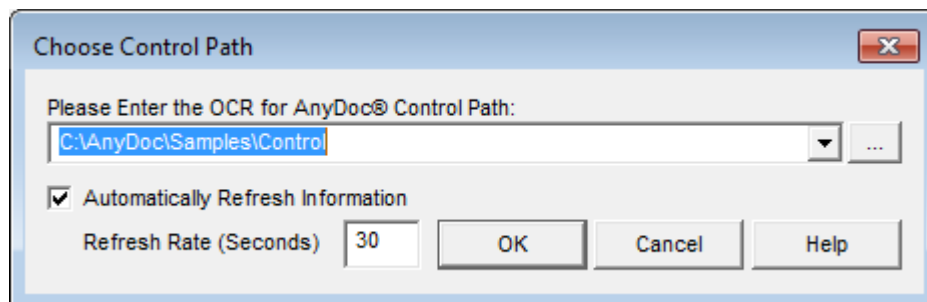 Choose Control Path
Please Enter the OCR for AnyDoc® Control Path:
C:\AnyDoc\Samples\Control
...
Automatically Refresh Information
Refresh Rate (Seconds) 30 OK Cancel Help